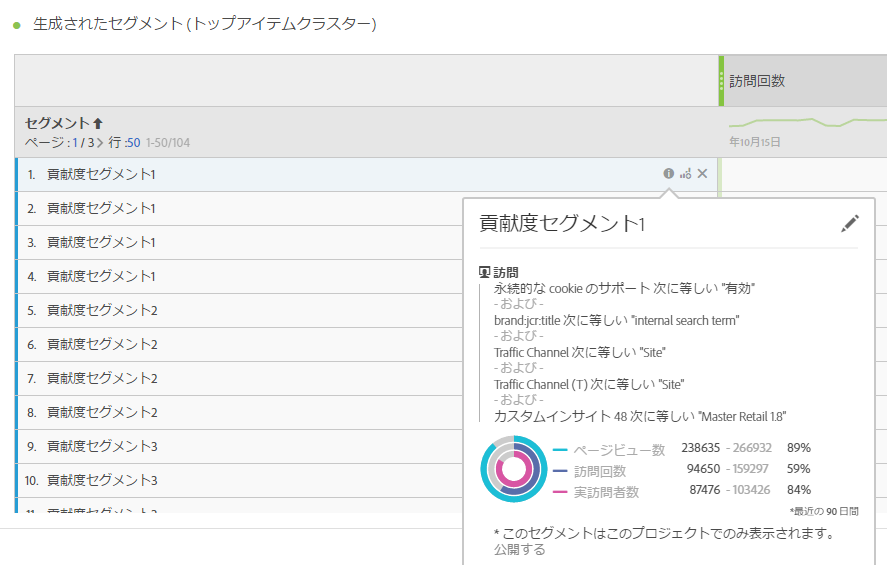 生成されたセグメント (トップアイテムクラスター)
訪問回数
セグメント
ページ : 1 / 3 行 :50 1-50/104
年10月15日
1. 貢献度セグメント1
2. 貢献度セグメント1
3. 貢献度セグメント1
4. 貢献度セグメント1
5. 貢献度セグメント2
6. 貢献度セグメント2
7. 貢献度セグメント2
8. 貢献度セグメント2
9. 貢献度セグメント3
10. 貢献度セグメント3
11. 貢献度セグメント3
貢献度セグメント1
訪問
永続的な cookie のサポート 次に等しい "有効"
- および -
brand:jcr:title 次に等しい "internal search term"
- および -
Traffic Channel 次に等しい "Site"
- および -
Traffic Channel (T) 次に等しい "Site"
- および -
カスタムインサイト 48 次に等しい "Master Retail 1.8"
ページビュー数 238635 - 266932 89%
訪問回数 94650 - 159297 59%
実訪問者数 87476 - 103426 84%
*最近の 90 日間
* このセグメントはこのプロジェクトでのみ表示されます。
公開する